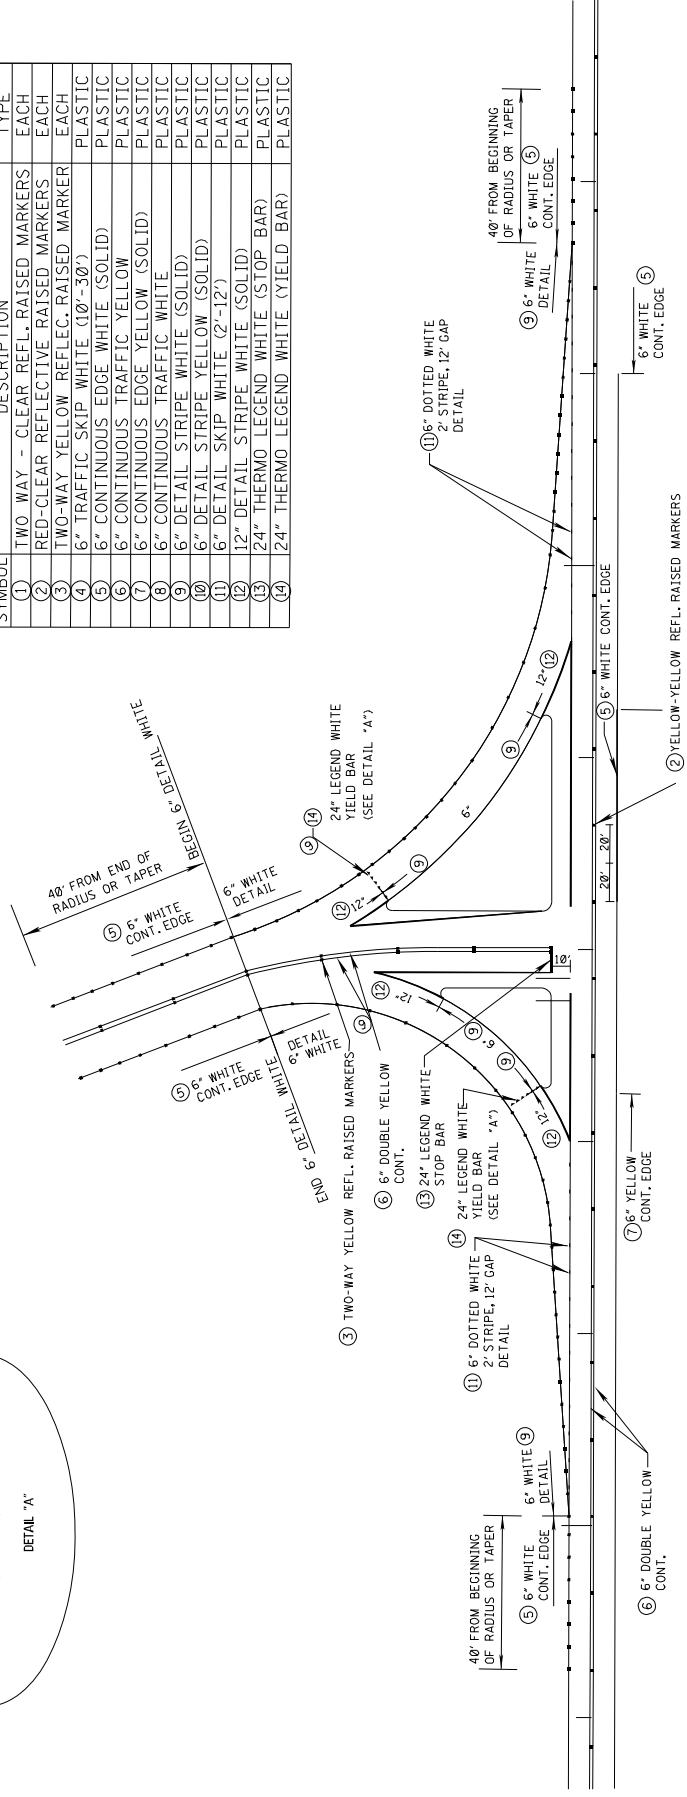 SYMBOL DESCRIPTION TYPE
1 TWO WAY - CLEAR REFL. RAISED MARKERS EACH
2 RED-CLEAR REFLECTIVE RAISED MARKERS EACH
3 TWO-WAY YELLOW REFLEC. RAISED MARKER EACH
4 6" TRAFFIC SKIP WHITE (10'-30') PLASTIC
5 6" CONTINUOUS EDGE WHITE (SOLID) PLASTIC
6 6" CONTINUOUS TRAFFIC YELLOW PLASTIC
7 6" CONTINUOUS EDGE YELLOW (SOLID) PLASTIC
8 6" CONTINUOUS TRAFFIC WHITE PLASTIC
9 6" DETAIL STRIPE WHITE (SOLID) PLASTIC
10 6" DETAIL STRIPE YELLOW (SOLID) PLASTIC
11 6" DETAIL SKIP WHITE (2'-12') PLASTIC
12 12" DETAIL STRIPE WHITE (SOLID) PLASTIC
13 24" THERMO LEGEND WHITE (STOP BAR) PLASTIC
14 24" THERMO LEGEND WHITE (YIELD BAR) PLASTIC
DETAIL "A"
40' FROM END OF
RADIUS OR TAPER
BEGIN 6" DETAIL WHITE
5 6" WHITE
CONT. EDGE
6" WHITE
DETAIL
5 6" WHITE
CONT. EDGE
DETAIL
6" WHITE
END 6" DETAIL WHITE
9 14
24" LEGEND WHITE
YIELD BAR
(SEE DETAIL "A")
12 12"
9
6"
9
12" 12
3 TWO-WAY YELLOW REFL. RAISED MARKERS
9
6 6" DOUBLE YELLOW
CONT.
13 24" LEGEND WHITE
STOP BAR
14
24" LEGEND WHITE
YIELD BAR
(SEE DETAIL "A")
12
12"
9
6"
9
12"
12
10'
11 6" DOTTED WHITE
2' STRIPE, 12' GAP
DETAIL
11 6" DOTTED WHITE
2' STRIPE, 12' GAP
DETAIL
40' FROM BEGINNING
OF RADIUS OR TAPER
5 6" WHITE
CONT. EDGE
6" WHITE 9
DETAIL
40' FROM BEGINNING
OF RADIUS OR TAPER
9 6" WHITE
DETAIL
6" WHITE 5
CONT. EDGE
5 6" WHITE CONT. EDGE
6" WHITE 5
CONT. EDGE
20' 20'
2 YELLOW-YELLOW REFL. RAISED MARKERS
7 6" YELLOW
CONT. EDGE
6 6" DOUBLE YELLOW
CONT.